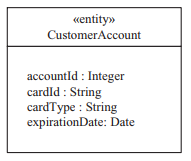 «entity»
CustomerAccount
accountId : Integer
cardId : String
cardType : String
expirationDate: Date